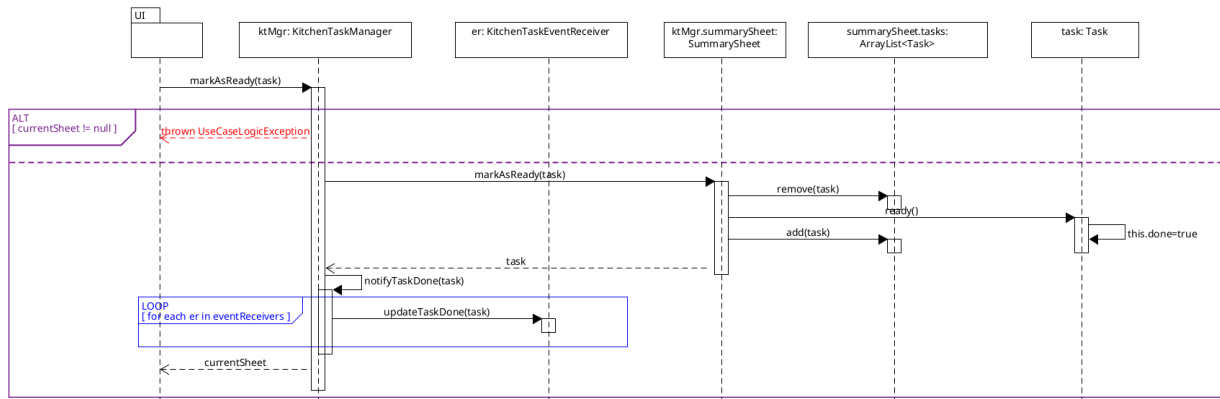 UI
ktMgr: KitchenTaskManager
er: KitchenTaskEventReceiver
ktMgr.summarySheet:
SummarySheet
summarySheet.tasks:
ArrayList<Task>
task: Task
markAsReady(task)
ALT
[ currentSheet != null ]
thrown UseCaseLogicException
markAsReady(task)
remove(task)
ready()
this.done=true
add(task)
task
notifyTaskDone(task)
LOOP
[ for each er in eventReceivers ]
updateTaskDone(task)
currentSheet